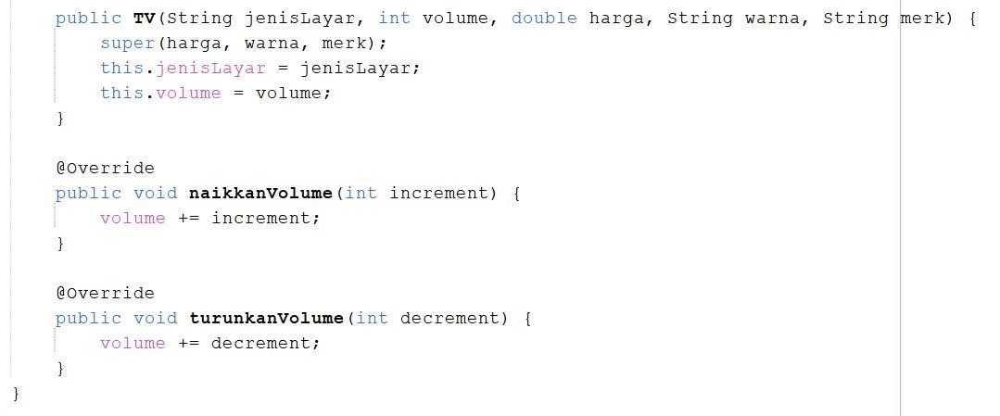 public TV(String jenisLayar, int volume, double harga, String warna, String merk) {
super(harga, warna, merk);
this.jenisLayar = jenisLayar;
this.volume = volume;
}
@Override
public void naikkanVolume(int increment) {
volume += increment;
}
@Override
public void turunkanVolume(int decrement) {
volume += decrement;
}
}